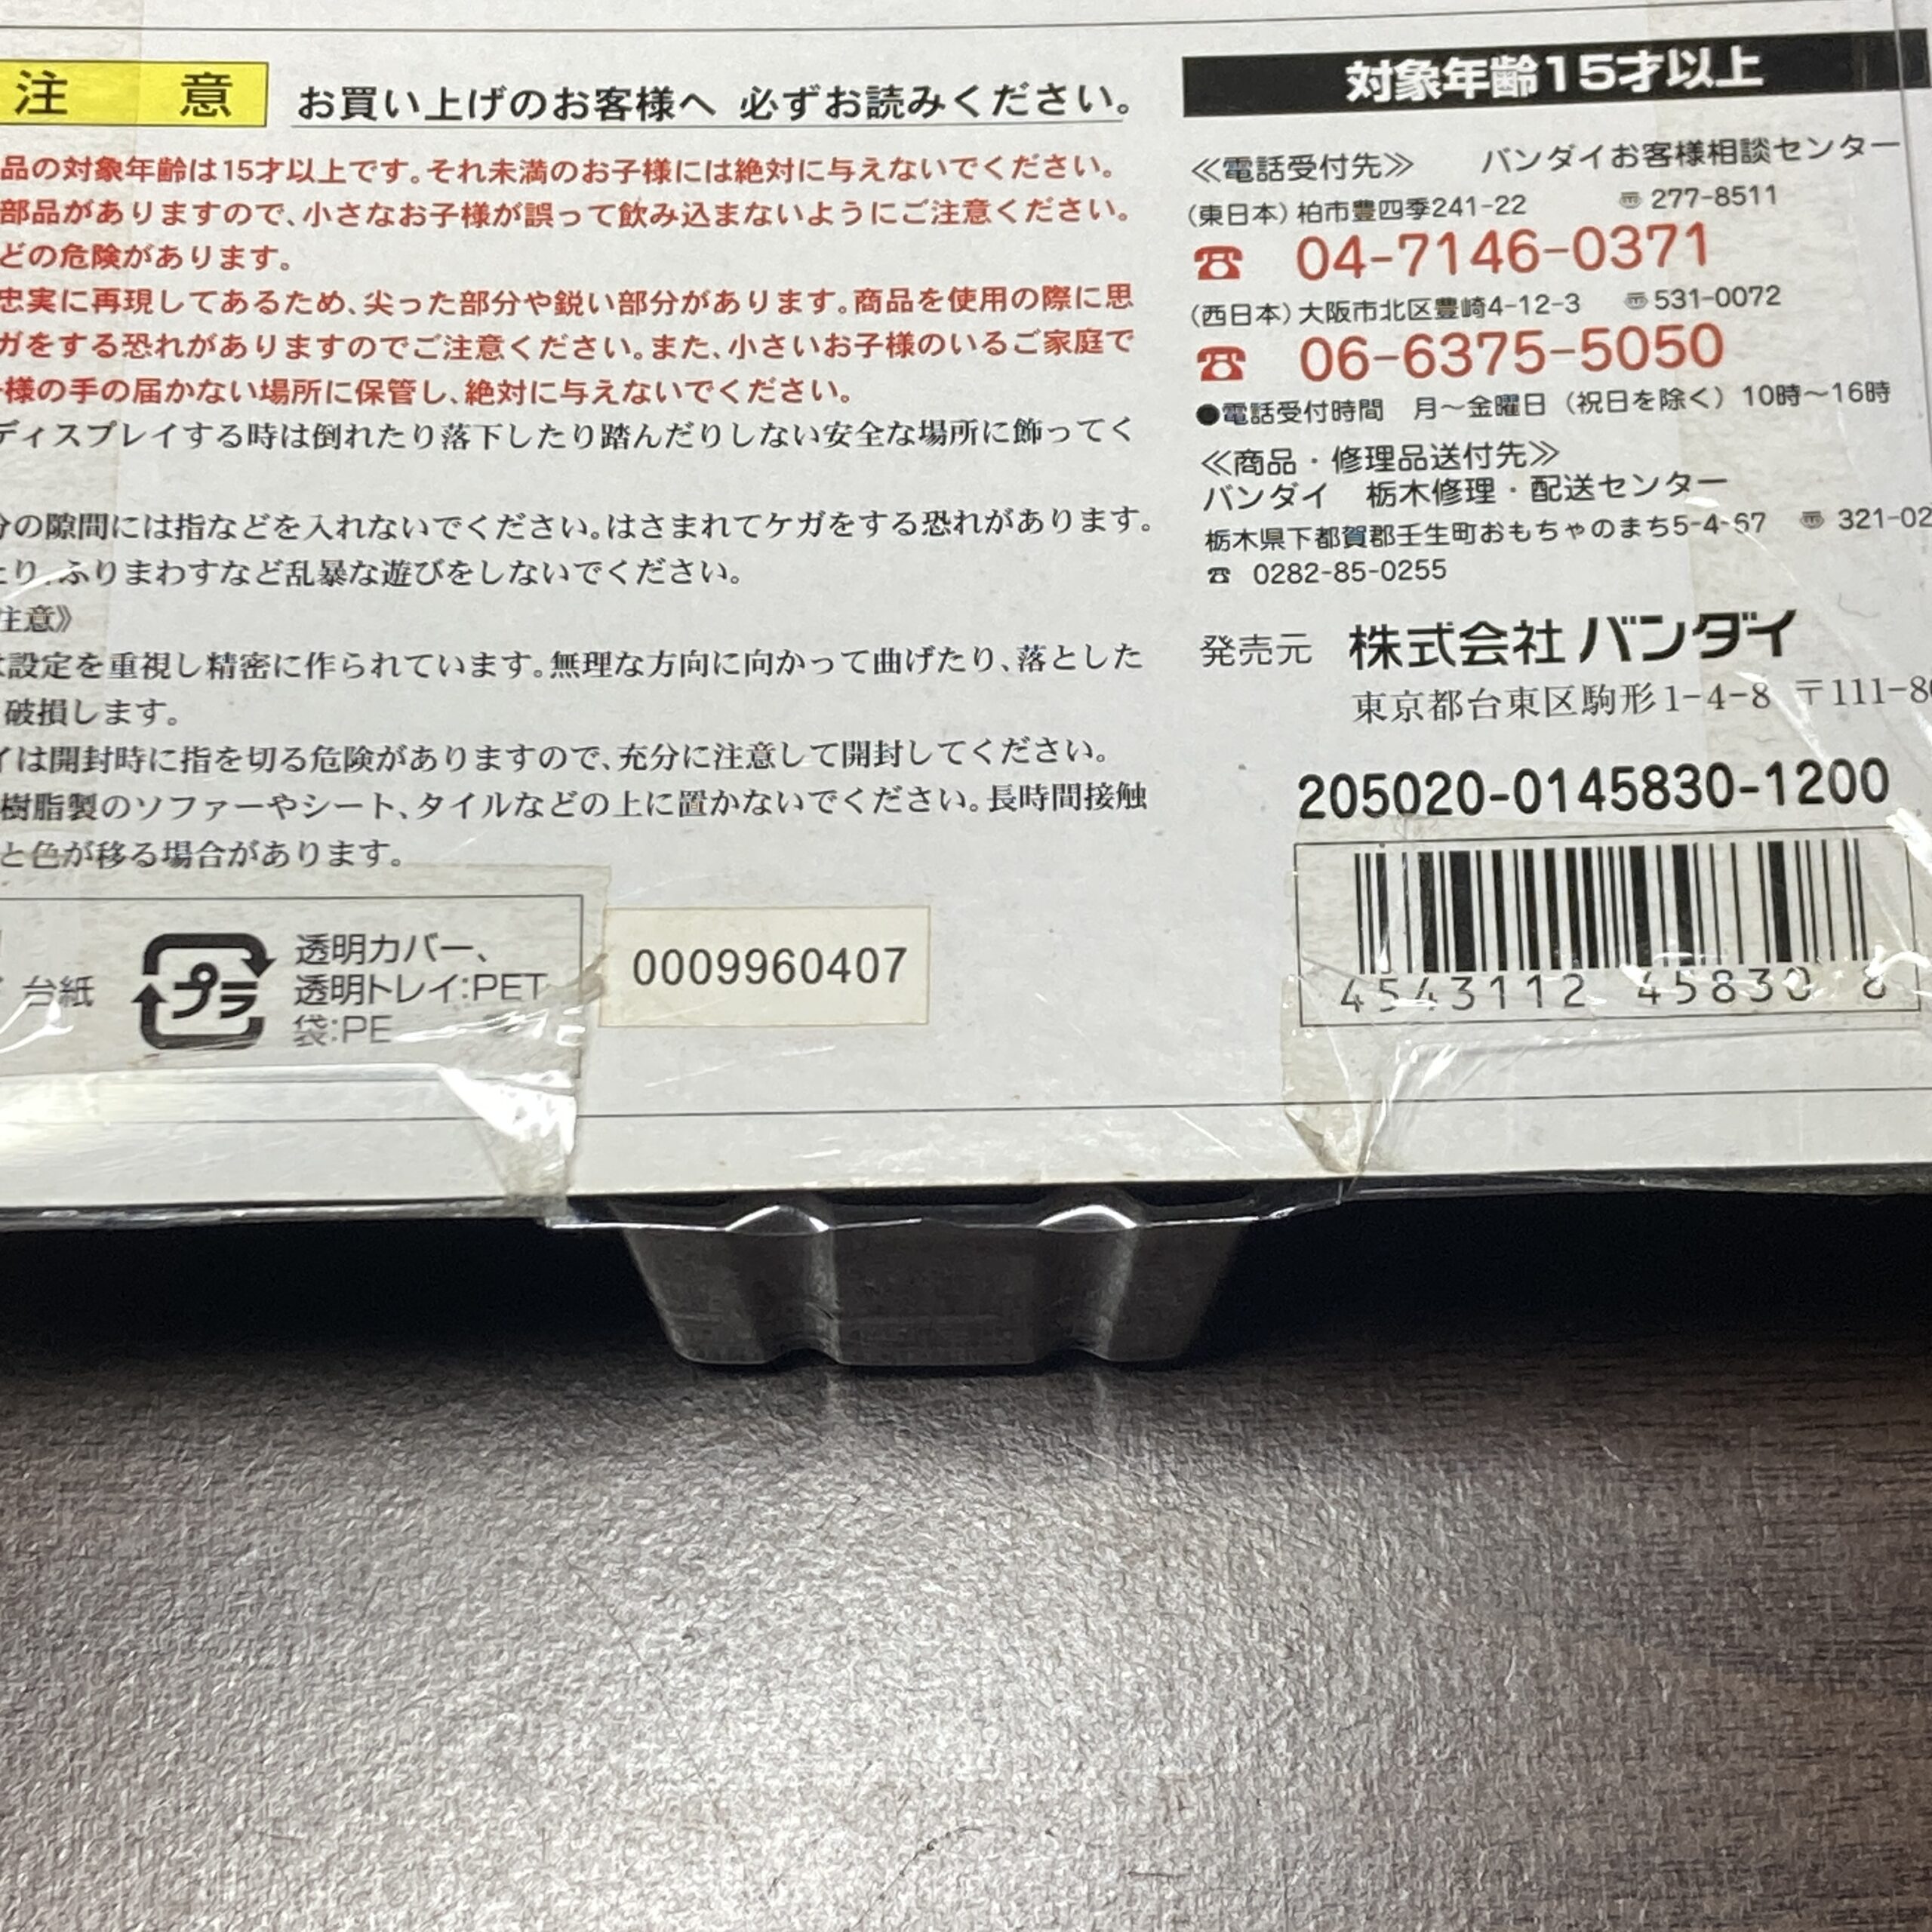 注 意
お買い上げのお客様へ 必ずお読みください。
品の対象年齢は15才以上です。それ未満のお子様には絶対に与えないでください。
部品がありますので、小さなお子様が誤って飲み込まないようにご注意ください。
どの危険があります。
忠実に再現してあるため、尖った部分や鋭い部分があります。商品を使用の際に思
ガをする恐れがありますのでご注意ください。また、小さいお子様のいるご家庭で
様の手の届かない場所に保管し、絶対に与えないでください。
ディスプレイする時は倒れたり落下したり踏んだりしない安全な場所に飾ってく
分の隙間には指などを入れないでください。はさまれてケガをする恐れがあります。
たり、ふりまわすなど乱暴な遊びをしないでください。
注意》
は設定を重視し精密に作られています。無理な方向に向かって曲げたり、落とした
破損します。
イは開封時に指を切る危険がありますので、充分に注意して開封してください。
樹脂製のソファーやシート、タイルなどの上に置かないでください。長時間接触
と色が移る場合があります。
台紙
プラ
透明カバー、
透明トレイ:PET
袋:PE
0009960407
対象年齢15才以上
≪電話受付先≫ バンダイお客様相談センター
(東日本) 柏市豊四季241-22 〠277-8511
☎ 04-7146-0371
(西日本) 大阪市北区豊崎4-12-3 〠531-0072
☎ 06-6375-5050
●電話受付時間 月〜金曜日 (祝日を除く) 10時〜16時
≪商品・修理品送付先≫
バンダイ 栃木修理・配送センター
栃木県下都賀郡壬生町おもちゃのまち5-4-67 〠 321-02
☎ 0282-85-0255
発売元 株式会社 バンダイ
東京都台東区駒形1-4-8 〒111-80
205020-0145830-1200
4543112 45830 8